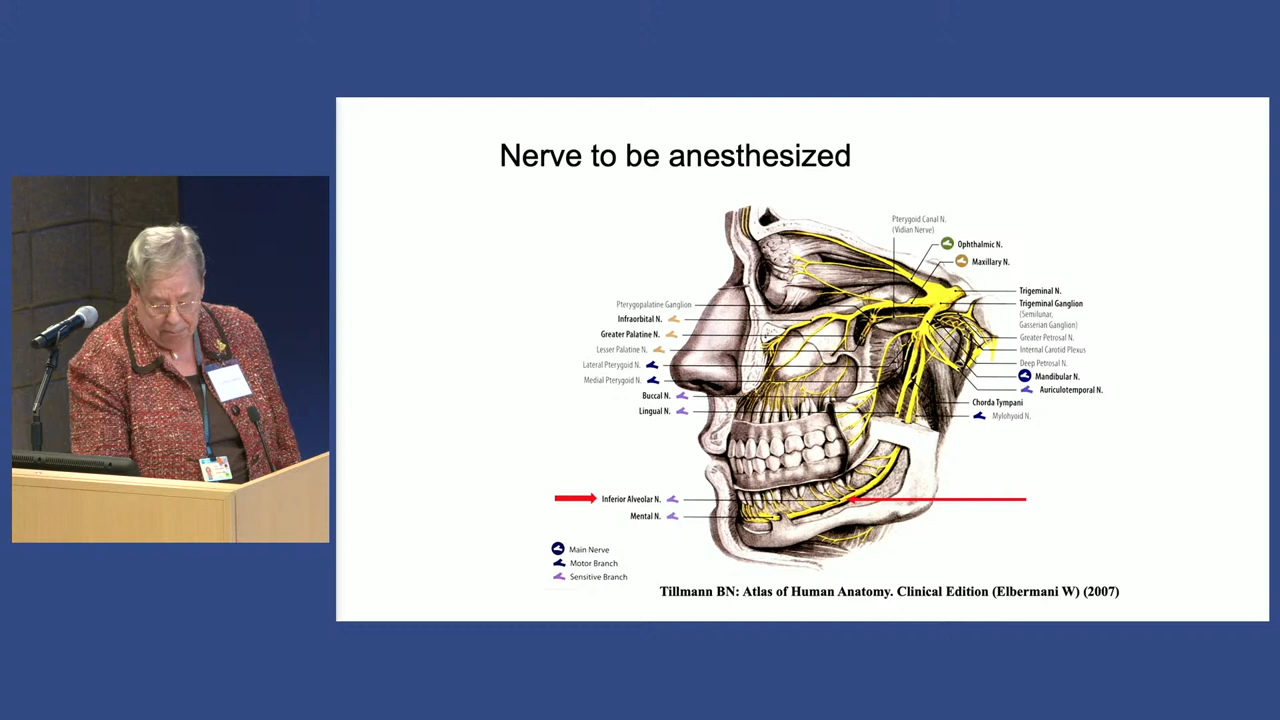 Nerve to be anesthesized
Pterygoid Canal N.
(Vidian Nerve)
Ophthalmic N.
Maxillary N.
Trigeminal N.
Trigeminal Ganglion
(Semilunar,
Gasserian Ganglion)
Greater Petrosal N.
Internal Carotid Plexus
Deep Petrosal N.
Mandibular N.
Auriculotemporal N.
Chorda Tympani
Mylohyoid N.
Pterygopalatine Ganglion
Infraorbital N.
Greater Palatine N.
Lesser Palatine N.
Lateral Pterygoid N.
Medial Pterygoid N.
Buccal N.
Lingual N.
Inferior Alveolar N.
Mental N.
Main Nerve
Motor Branch
Sensitive Branch
Tillmann BN: Atlas of Human Anatomy. Clinical Edition (Elbermani W) (2007)